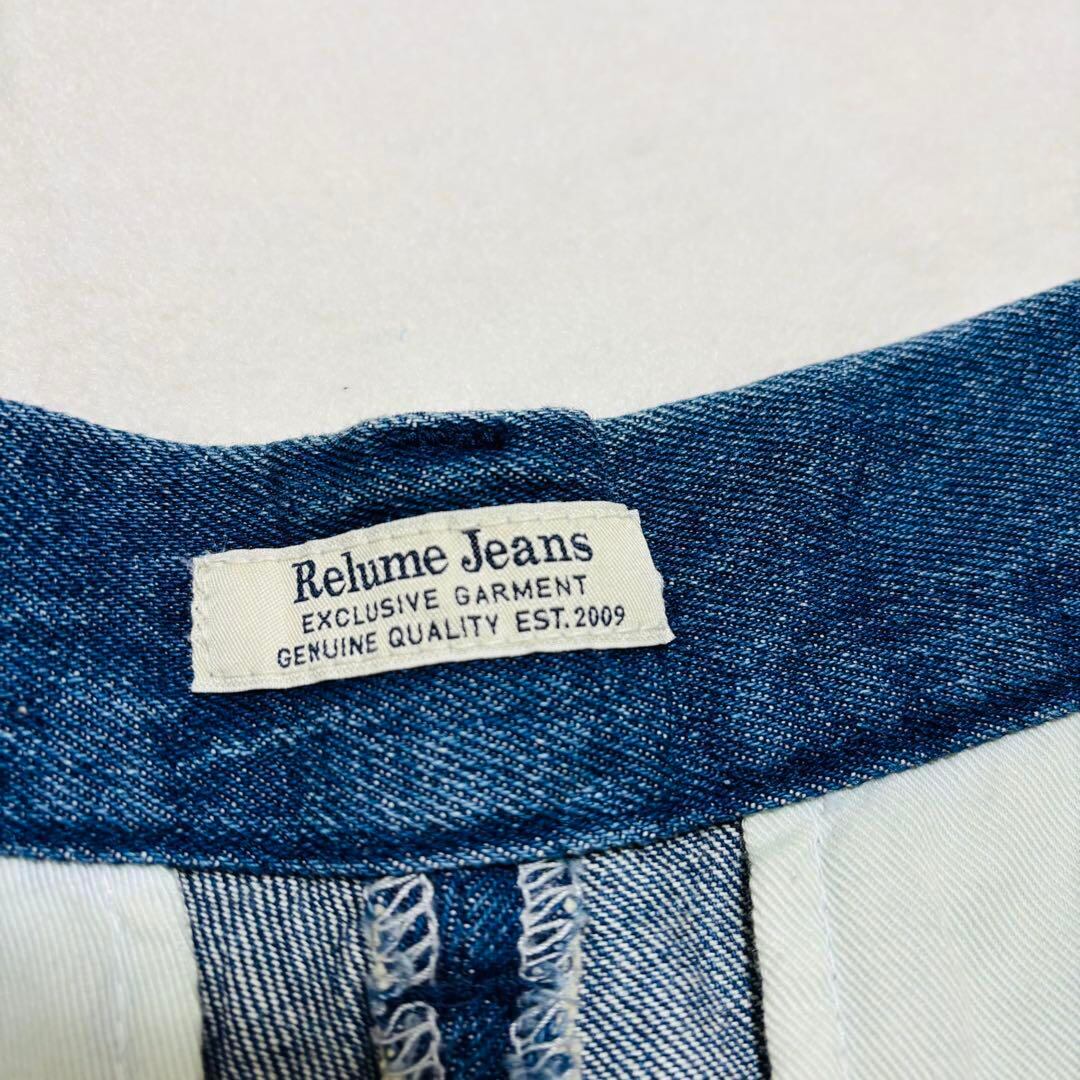 Relume Jeans
EXCLUSIVE GARMENT
GENUINE QUALITY EST.2009